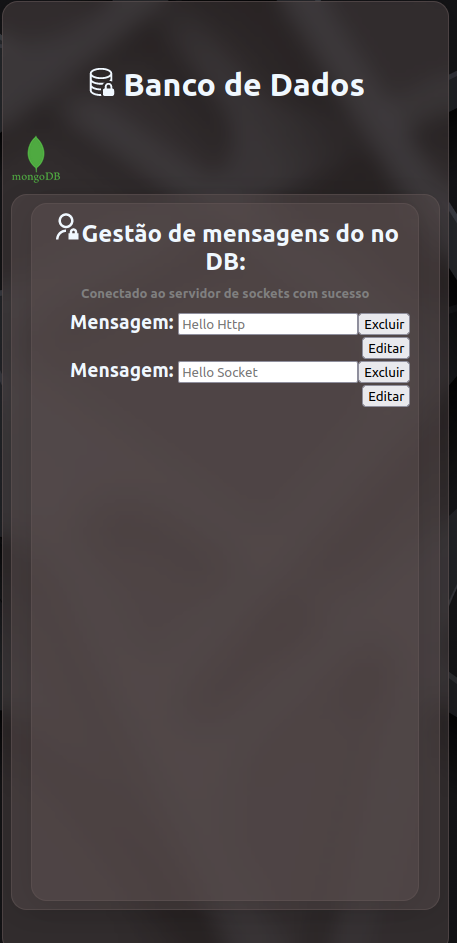 Banco de Dados
mongoDB
Gestão de mensagens do no
DB:
Conectado ao servidor de sockets com sucesso
Mensagem: Hello Http Excluir
Editar
Mensagem: Hello Socket Excluir
Editar